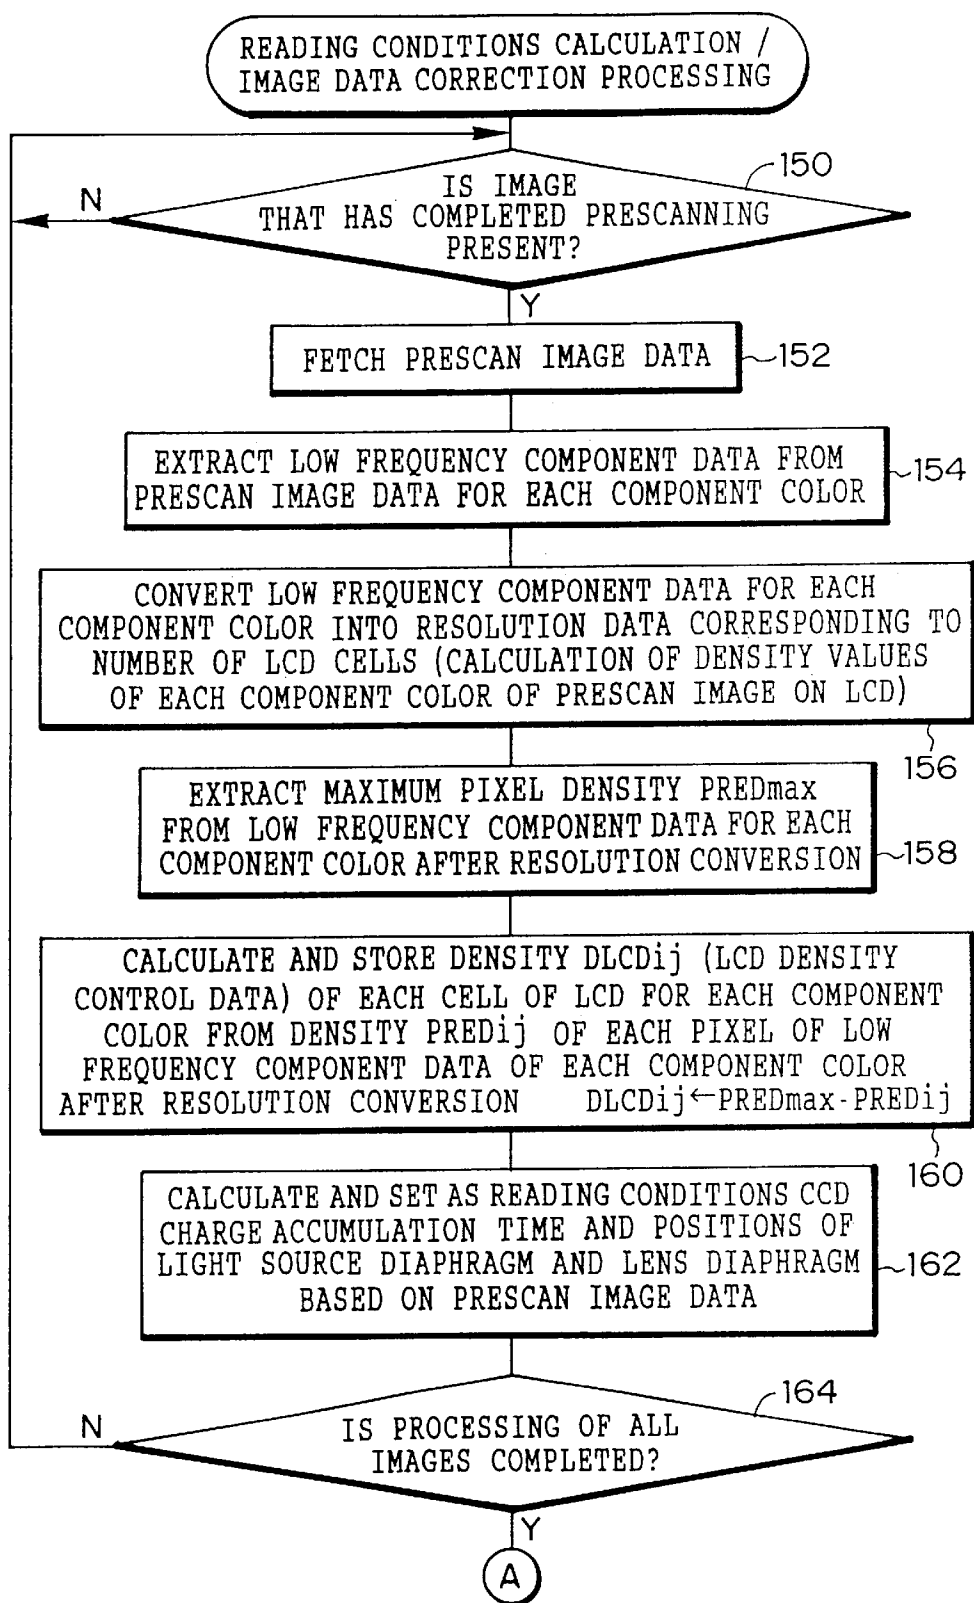 READING CONDITIONS CALCULATION /
IMAGE DATA CORRECTION PROCESSING
150
IS IMAGE
THAT HAS COMPLETED PRESCANNING
PRESENT?
N
Y
FETCH PRESCAN IMAGE DATA
152
EXTRACT LOW FREQUENCY COMPONENT DATA FROM
PRESCAN IMAGE DATA FOR EACH COMPONENT COLOR
154
CONVERT LOW FREQUENCY COMPONENT DATA FOR EACH
COMPONENT COLOR INTO RESOLUTION DATA CORRESPONDING TO
NUMBER OF LCD CELLS (CALCULATION OF DENSITY VALUES
OF EACH COMPONENT COLOR OF PRESCAN IMAGE ON LCD)
156
EXTRACT MAXIMUM PIXEL DENSITY PREDmax
FROM LOW FREQUENCY COMPONENT DATA FOR EACH
COMPONENT COLOR AFTER RESOLUTION CONVERSION
158
CALCULATE AND STORE DENSITY DLCDij (LCD DENSITY
CONTROL DATA) OF EACH CELL OF LCD FOR EACH COMPONENT
COLOR FROM DENSITY PREDij OF EACH PIXEL OF LOW
FREQUENCY COMPONENT DATA OF EACH COMPONENT COLOR
AFTER RESOLUTION CONVERSION DLCDij←PREDmax-PREDij
160
CALCULATE AND SET AS READING CONDITIONS CCD
CHARGE ACCUMULATION TIME AND POSITIONS OF
LIGHT SOURCE DIAPHRAGM AND LENS DIAPHRAGM
BASED ON PRESCAN IMAGE DATA
162
164
N
IS PROCESSING OF ALL
IMAGES COMPLETED?
Y
A